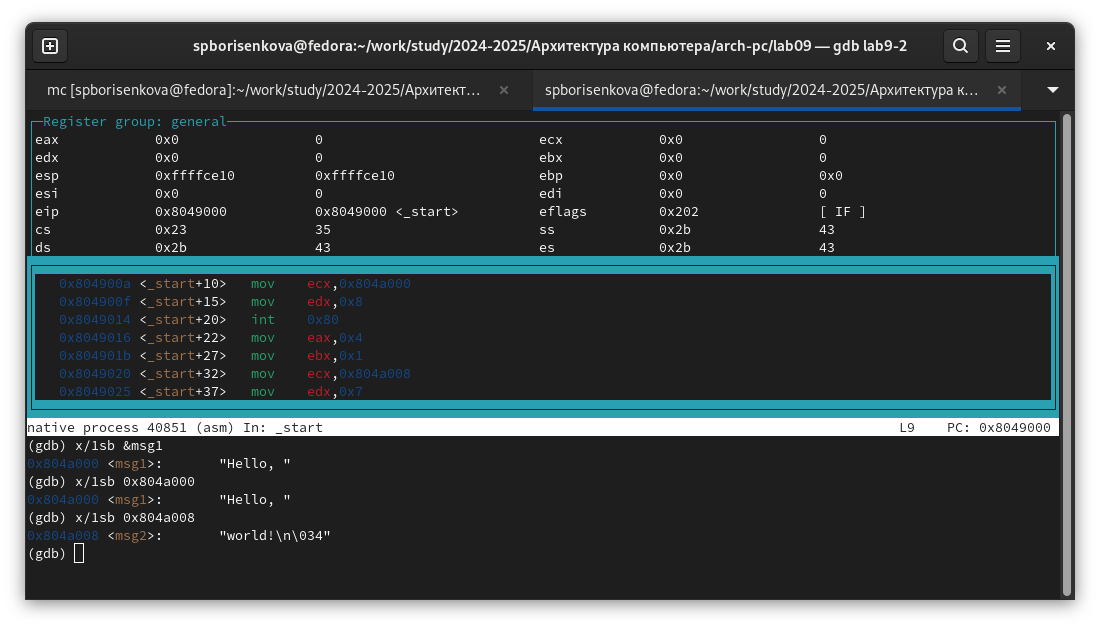 spborisenkova@fedora:~/work/study/2024-2025/Архитектура компьютера/arch-pc/lab09 — gdb lab9-2
mc [spborisenkova@fedora]:~/work/study/2024-2025/Архитект... × spborisenkova@fedora:~/work/study/2024-2025/Архитектура к... ×
Register group: general
eax 0x0 0 ecx 0x0 0
edx 0x0 0 ebx 0x0 0
esp 0xffffce10 0xffffce10 ebp 0x0 0x0
esi 0x0 0 edi 0x0 0
eip 0x8049000 0x8049000 <_start> eflags 0x202 [ IF ]
cs 0x23 35 ss 0x2b 43
ds 0x2b 43 es 0x2b 43
0x804900a <_start+10> mov ecx,0x804a000
0x804900f <_start+15> mov edx,0x8
0x8049014 <_start+20> int 0x80
0x8049016 <_start+22> mov eax,0x4
0x804901b <_start+27> mov ebx,0x1
0x8049020 <_start+32> mov ecx,0x804a008
0x8049025 <_start+37> mov edx,0x7
native process 40851 (asm) In: _start L9 PC: 0x8049000
(gdb) x/1sb &msg1
0x804a000 <msg1>: "Hello, "
(gdb) x/1sb 0x804a000
0x804a000 <msg1>: "Hello, "
(gdb) x/1sb 0x804a008
0x804a008 <msg2>: "world!\n\034"
(gdb)